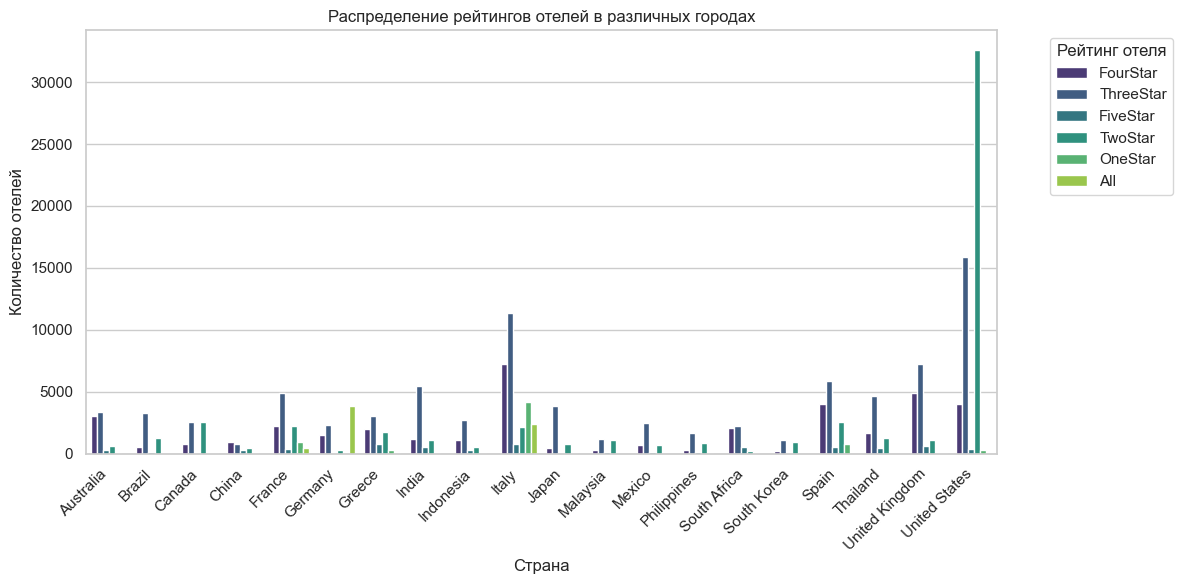 Распределение рейтингов отелей в различных городах
Количество отелей
30000
25000
20000
15000
10000
5000
0
Australia
Brazil
Canada
China
France
Germany
Greece
India
Indonesia
Italy
Japan
Malaysia
Mexico
Philippines
South Africa
South Korea
Spain
Thailand
United Kingdom
United States
Страна
Рейтинг отеля
FourStar
ThreeStar
FiveStar
TwoStar
OneStar
All